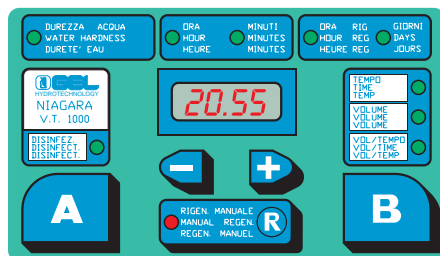 DUREZZA ACQUA
WATER HARDNESS
DURETE' EAU
ORA MINUTI
HOUR MINUTES
HEURE MINUTES
ORA RIG GIORNI
HOUR REG DAYS
HEURE REG JOURS
GEL
HYDROTECHNOLOGY
NIAGARA
V.T. 1000
DISINFEZ.
DISINFECT.
DISINFECT.
20.55
TEMPO
TIME
TEMP
VOLUME
VOLUME
VOLUME
VOL/TEMPO
VOL/TIME
VOL/TEMP
− +
A
RIGEN. MANUALE
MANUAL REGEN.
REGEN. MANUEL
R
B